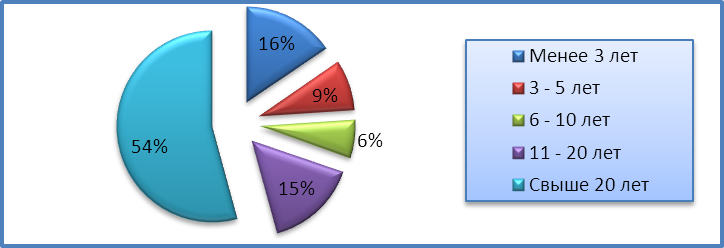 16%
9%
6%
15%
54%
Менее 3 лет
3 - 5 лет
6 - 10 лет
11 - 20 лет
Свыше 20 лет